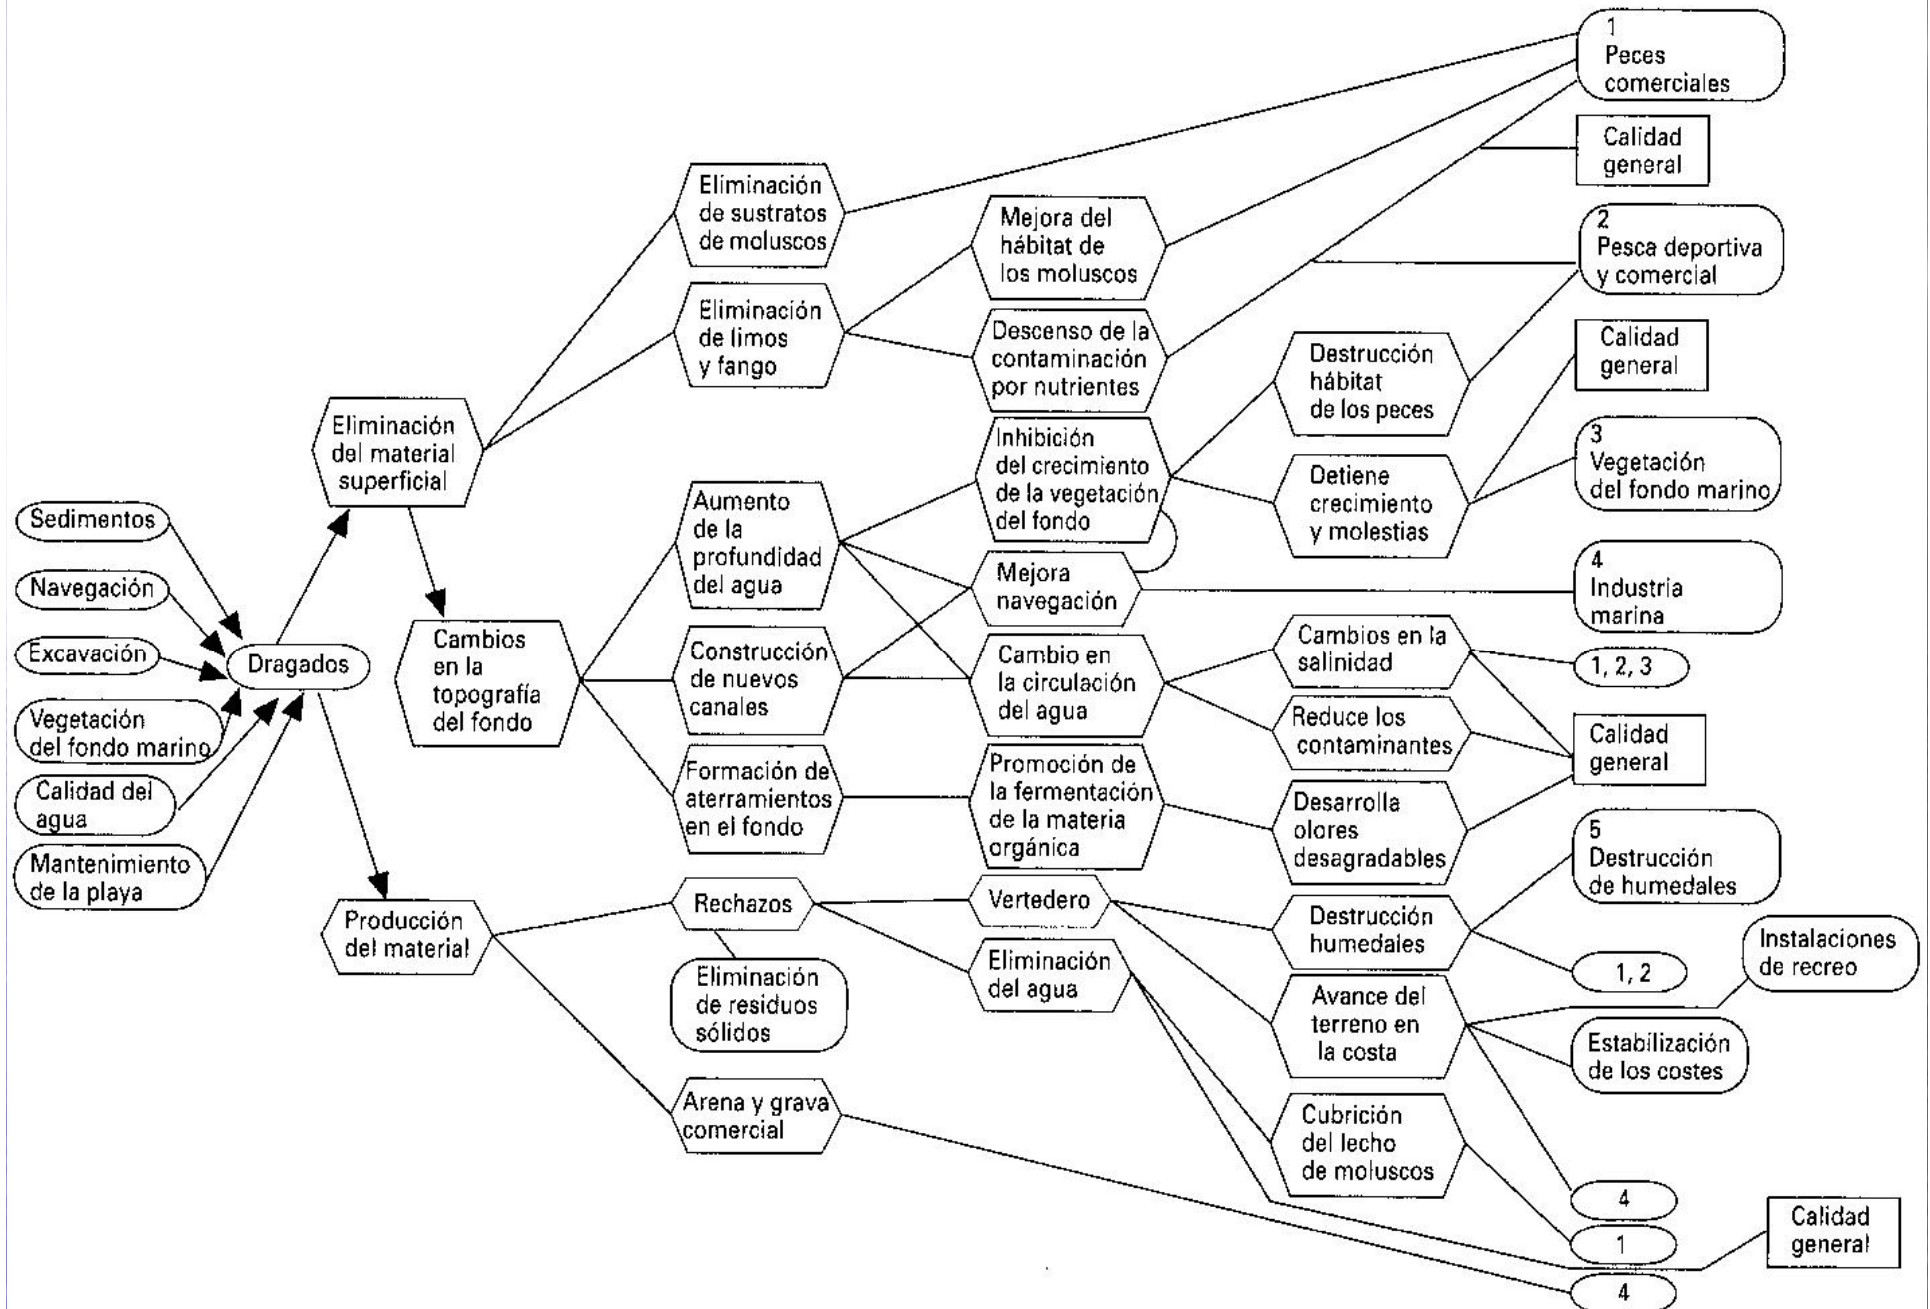 Sedimentos
Navegación
Excavación
Vegetación
del fondo marino
Calidad del
agua
Mantenimiento
de la playa
Dragados
Eliminación
del material
superficial
Cambios
en la
topografía
del fondo
Producción
del material
Eliminación
de sustratos
de moluscos
Eliminación
de limos
y fango
Aumento
de la
profundidad
del agua
Construcción
de nuevos
canales
Formación de
aterramientos
en el fondo
Rechazos
Eliminación
de residuos
sólidos
Arena y grava
comercial
Mejora del
hábitat de
los moluscos
Descenso de la
contaminación
por nutrientes
Inhibición
del crecimiento
de la vegetación
del fondo
Mejora
navegación
Cambio en
la circulación
del agua
Promoción de
la fermentación
de la materia
orgánica
Vertedero
Eliminación
del agua
Destrucción
hábitat
de los peces
Detiene
crecimiento
y molestias
Cambios en la
salinidad
Reduce los
contaminantes
Desarrolla
olores
desagradables
Destrucción
humedales
Avance del
terreno en
la costa
Cubrición
del lecho
de moluscos
1
Peces
comerciales
Calidad
general
2
Pesca deportiva
y comercial
Calidad
general
3
Vegetación
del fondo marino
4
Industria
marina
1, 2, 3
Calidad
general
5
Destrucción
de humedales
1, 2
Instalaciones
de recreo
Estabilización
de los costes
4
1
Calidad
general
4